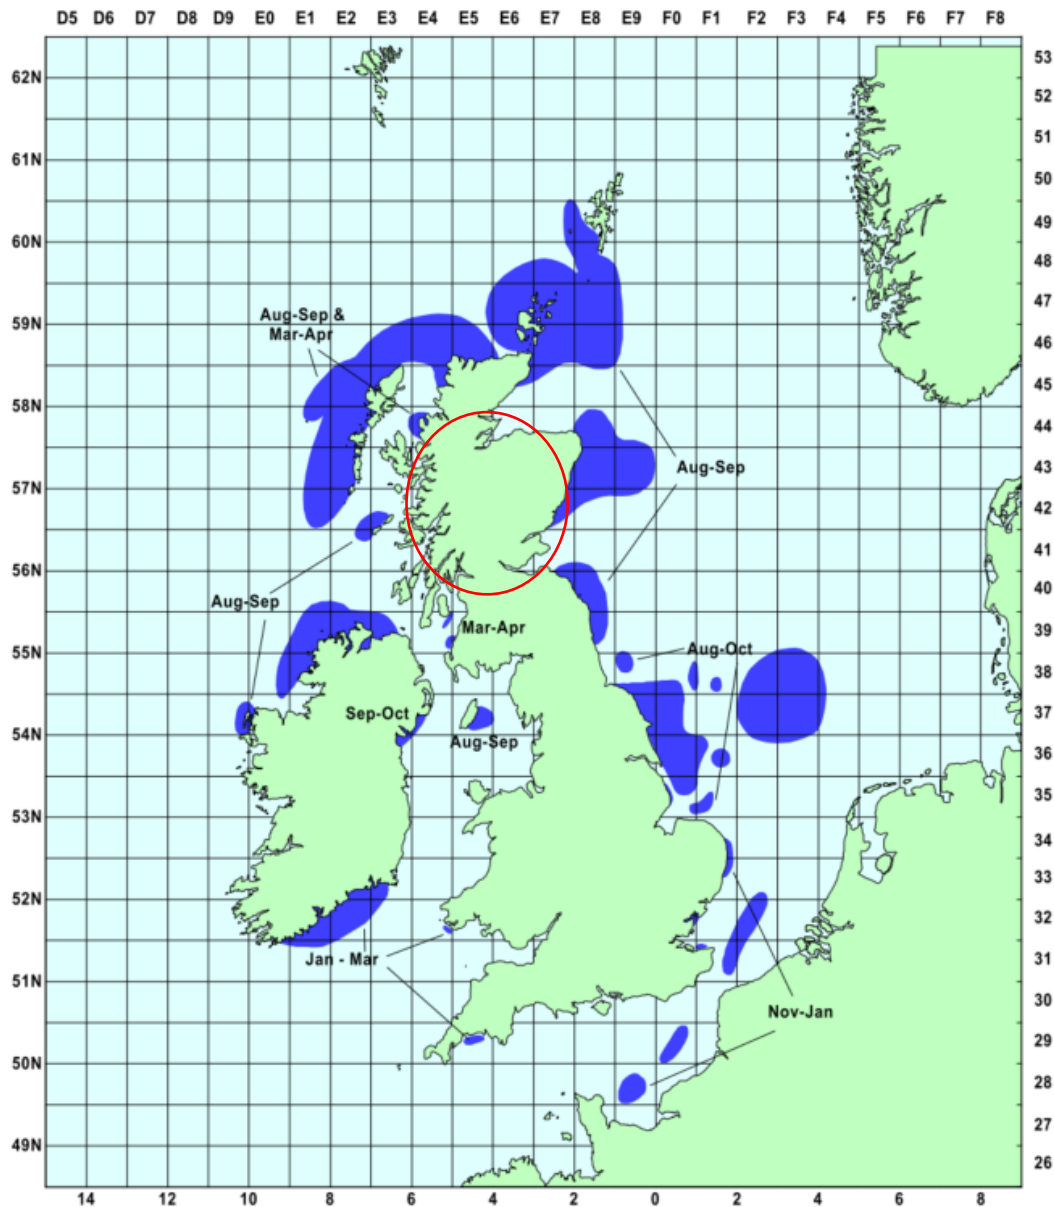 D5 D6 D7 D8 D9 E0 E1 E2 E3 E4 E5 E6 E7 E8 E9 F0 F1 F2 F3 F4 F5 F6 F7 F8
62N
53
52
61N
51
50
60N
49
48
59N
47
46
Aug-Sep &
Mar-Apr
58N
45
44
57N
43
42
Aug-Sep
56N
41
40
Aug-Sep
55N
39
38
Mar-Apr
Aug-Oct
54N
37
36
Sep-Oct
Aug-Sep
53N
35
34
52N
33
32
Jan - Mar
51N
31
30
Nov-Jan
50N
29
28
49N
27
26
14 12 10 8 6 4 2 0 2 4 6 8